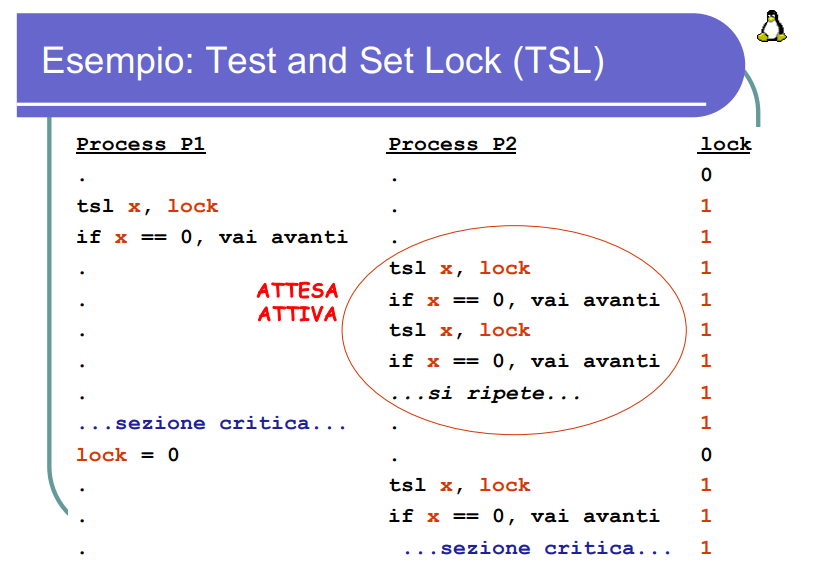 Esempio: Test and Set Lock (TSL)
Process P1 Process P2 lock
. . 0
tsl x, lock . 1
if x == 0, vai avanti . 1
. tsl x, lock 1
ATTESA
. if x == 0, vai avanti 1
ATTIVA
. tsl x, lock 1
. if x == 0, vai avanti 1
. ...si ripete... 1
...sezione critica... . 1
lock = 0 . 0
. tsl x, lock 1
. if x == 0, vai avanti 1
. ...sezione critica... 1